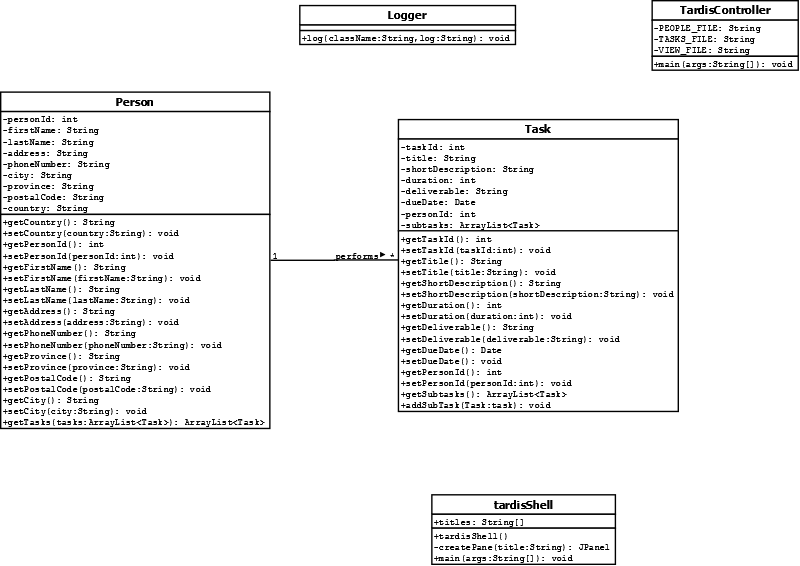 Logger
+log(className:String,log:String): void
TardisController
-PEOPLE_FILE: String
-TASKS_FILE: String
-VIEW_FILE: String
+main(args:String[]): void
Person
-personId: int
-firstName: String
-lastName: String
-address: String
-phoneNumber: String
-city: String
-province: String
-postalCode: String
-country: String
+getCountry(): String
+setCountry(country:String): void
+getPersonId(): int
+setPersonId(personId:int): void
+getFirstName(): String
+setFirstName(firstName:String): void
+getLastName(): String
+setLastName(lastName:String): void
+getAddress(): String
+setAddress(address:String): void
+getPhoneNumber(): String
+setPhoneNumber(phoneNumber:String): void
+getProvince(): String
+setProvince(province:String): void
+getPostalCode(): String
+setPostalCode(postalCode:String): void
+getCity(): String
+setCity(city:String): void
+getTasks(tasks:ArrayList<Task>): ArrayList<Task>
1 performs *
Task
-taskId: int
-title: String
-shortDescription: String
-duration: int
-deliverable: String
-dueDate: Date
-personId: int
-subtasks: ArrayList<Task>
+getTaskId(): int
+setTaskId(taskId:int): void
+getTitle(): String
+setTitle(title:String): void
+getShortDescription(): String
+setShortDescription(shortDescription:String): void
+getDuration(): int
+setDuration(duration:int): void
+getDeliverable(): String
+setDeliverable(deliverable:String): void
+getDueDate(): Date
+setDueDate(): void
+getPersonId(): int
+setPersonId(personId:int): void
+getSubtasks(): ArrayList<Task>
+addSubTask(Task:task): void
tardisShell
+titles: String[]
+tardisShell()
-createPane(title:String): JPanel
+main(args:String[]): void